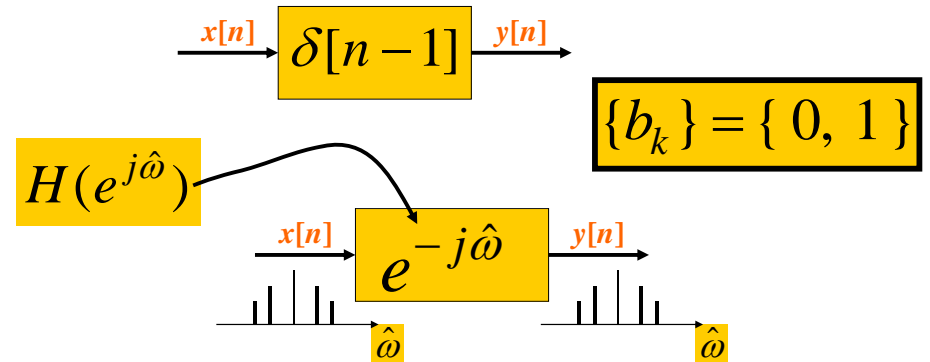 x[n] δ[n − 1] y[n]
{b_k} = { 0, 1 }
H(e^{jω̂})
x[n] e^{−jω̂} y[n]
ω̂ ω̂